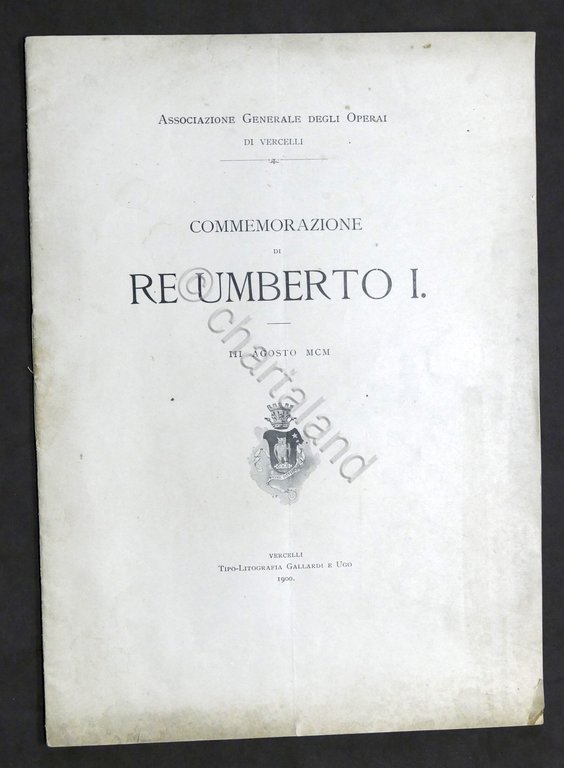 Associazione Generale degli Operai
DI VERCELLI
COMMEMORAZIONE
DI
RE UMBERTO I.
III AGOSTO MCM
@ chartaland
VERCELLI
Tipo-Litografia Gallardi e Ugo
1900.